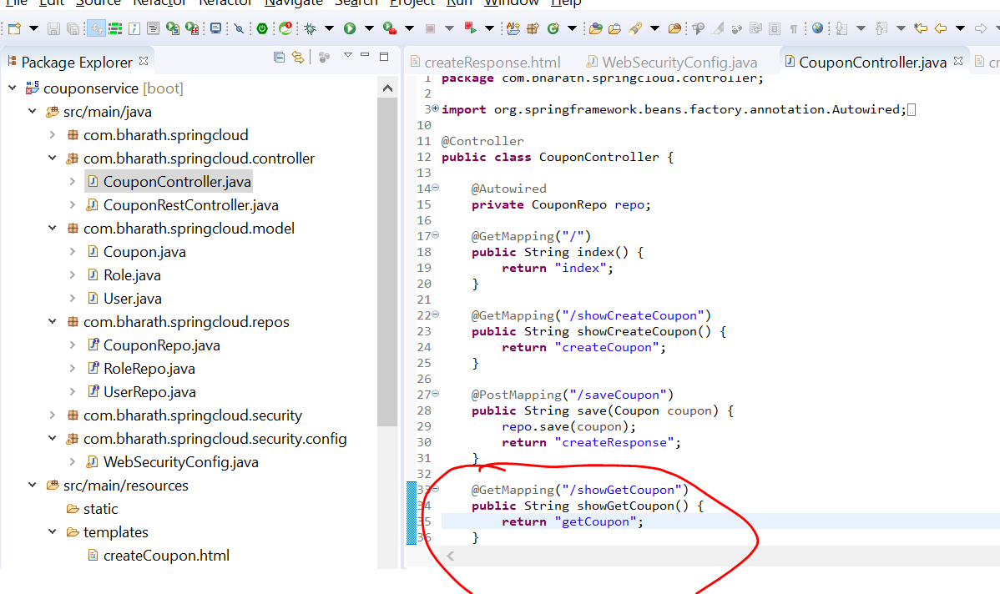 File Edit Source Refactor Refactor Navigate Search Project Run Window Help
Package Explorer
couponservice [boot]
src/main/java
com.bharath.springcloud
com.bharath.springcloud.controller
CouponController.java
CouponRestController.java
com.bharath.springcloud.model
Coupon.java
Role.java
User.java
com.bharath.springcloud.repos
CouponRepo.java
RoleRepo.java
UserRepo.java
com.bharath.springcloud.security
com.bharath.springcloud.security.config
WebSecurityConfig.java
src/main/resources
static
templates
createCoupon.html
createResponse.html WebSecurityConfig.java CouponController.java cr
1 package com.bharath.springcloud.controller;
2
3 import org.springframework.beans.factory.annotation.Autowired;
10
11 @Controller
12 public class CouponController {
13
14 @Autowired
15 private CouponRepo repo;
16
17 @GetMapping("/")
18 public String index() {
19 return "index";
20 }
21
22 @GetMapping("/showCreateCoupon")
23 public String showCreateCoupon() {
24 return "createCoupon";
25 }
26
27 @PostMapping("/saveCoupon")
28 public String save(Coupon coupon) {
29 repo.save(coupon);
30 return "createResponse";
31 }
32
33 @GetMapping("/showGetCoupon")
34 public String showGetCoupon() {
35 return "getCoupon";
36 }